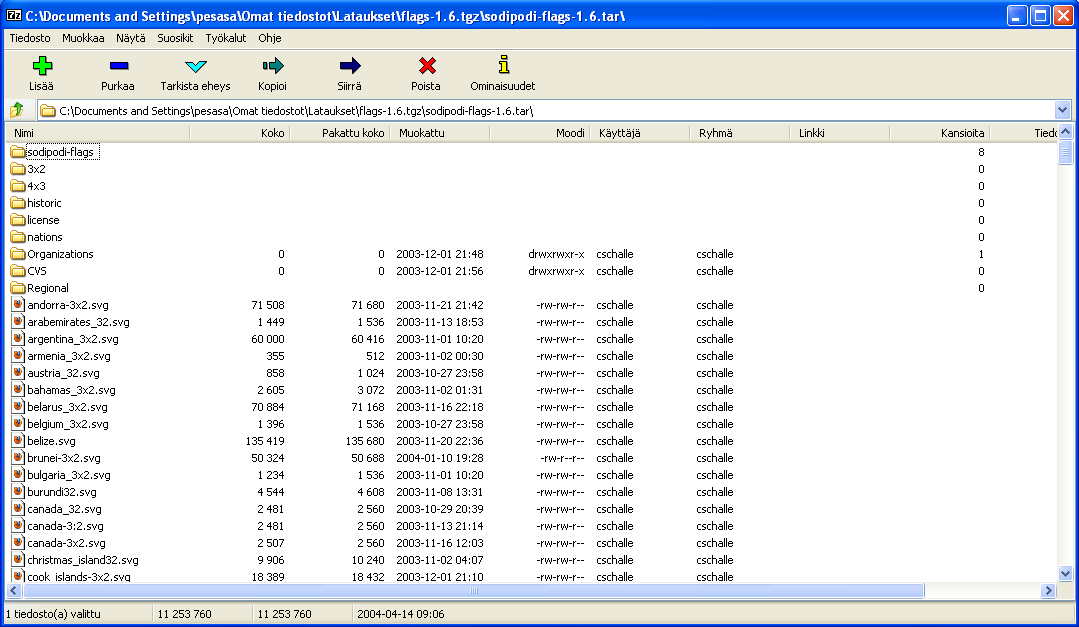 7z C:\Documents and Settings\pesasa\Omat tiedostot\Lataukset\flags-1.6.tgz\sodipodi-flags-1.6.tar\
Tiedosto Muokkaa Näytä Suosikit Työkalut Ohje
Lisää Purkaa Tarkista eheys Kopioi Siirrä Poista Ominaisuudet
C:\Documents and Settings\pesasa\Omat tiedostot\Lataukset\flags-1.6.tgz\sodipodi-flags-1.6.tar\
Nimi Koko Pakattu koko Muokattu Moodi Käyttäjä Ryhmä Linkki Kansioita Tiedo
sodipodi-flags 8
3x2 0
4x3 0
historic 0
license 0
nations 0
Organizations 0 0 2003-12-01 21:48 drwxrwxr-x cschalle cschalle 1
CVS 0 0 2003-12-01 21:56 drwxrwxr-x cschalle cschalle 0
Regional 0
andorra-3x2.svg 71 508 71 680 2003-11-21 21:42 -rw-rw-r-- cschalle cschalle
arabemirates_32.svg 1 449 1 536 2003-11-13 18:53 -rw-rw-r-- cschalle cschalle
argentina_3x2.svg 60 000 60 416 2003-11-01 10:20 -rw-rw-r-- cschalle cschalle
armenia_3x2.svg 355 512 2003-11-02 00:30 -rw-rw-r-- cschalle cschalle
austria_32.svg 858 1 024 2003-10-27 23:58 -rw-rw-r-- cschalle cschalle
bahamas_3x2.svg 2 605 3 072 2003-11-02 01:31 -rw-rw-r-- cschalle cschalle
belarus_3x2.svg 70 884 71 168 2003-11-16 22:18 -rw-rw-r-- cschalle cschalle
belgium_3x2.svg 1 396 1 536 2003-10-27 23:58 -rw-rw-r-- cschalle cschalle
belize.svg 135 419 135 680 2003-11-20 22:36 -rw-rw-r-- cschalle cschalle
brunei-3x2.svg 50 324 50 688 2004-01-10 19:28 -rw-r--r-- cschalle cschalle
bulgaria_3x2.svg 1 234 1 536 2003-11-01 10:20 -rw-rw-r-- cschalle cschalle
burundi32.svg 4 544 4 608 2003-11-08 13:31 -rw-rw-r-- cschalle cschalle
canada_32.svg 2 481 2 560 2003-10-29 20:39 -rw-rw-r-- cschalle cschalle
canada-3:2.svg 2 481 2 560 2003-11-13 21:14 -rw-rw-r-- cschalle cschalle
canada-3x2.svg 2 507 2 560 2003-11-16 12:03 -rw-rw-r-- cschalle cschalle
christmas_island32.svg 9 906 10 240 2003-11-02 04:07 -rw-rw-r-- cschalle cschalle
cook_islands-3x2.svg 18 389 18 432 2003-12-01 21:10 -rw-rw-r-- cschalle cschalle
1 tiedosto(a) valittu 11 253 760 11 253 760 2004-04-14 09:06